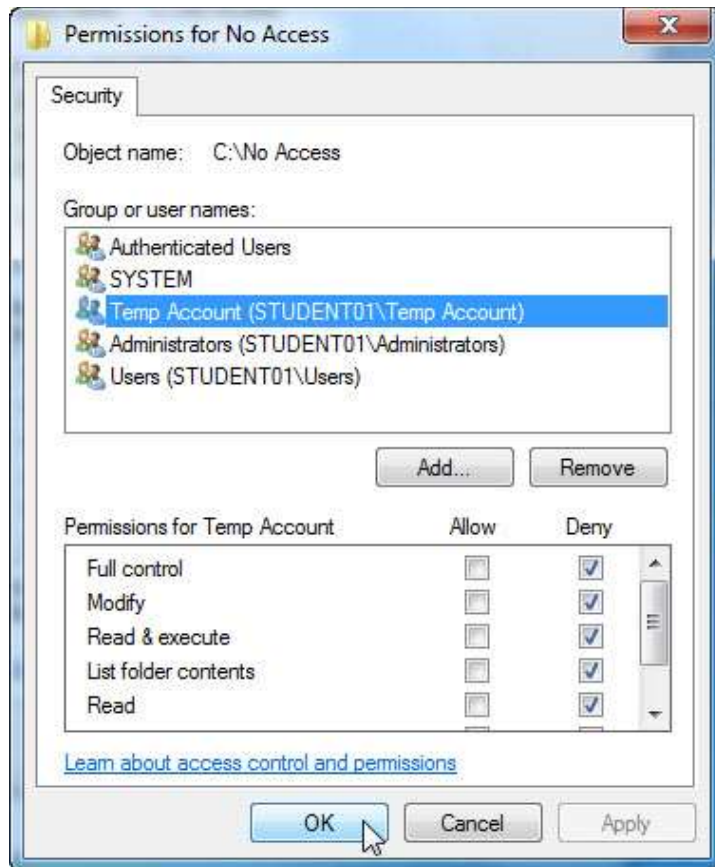 Permissions for No Access
Security
Object name: C:\No Access
Group or user names:
Authenticated Users
SYSTEM
Temp Account (STUDENT01\Temp Account)
Administrators (STUDENT01\Administrators)
Users (STUDENT01\Users)
Add... Remove
Permissions for Temp Account Allow Deny
Full control
Modify
Read & execute
List folder contents
Read
Learn about access control and permissions
OK Cancel Apply